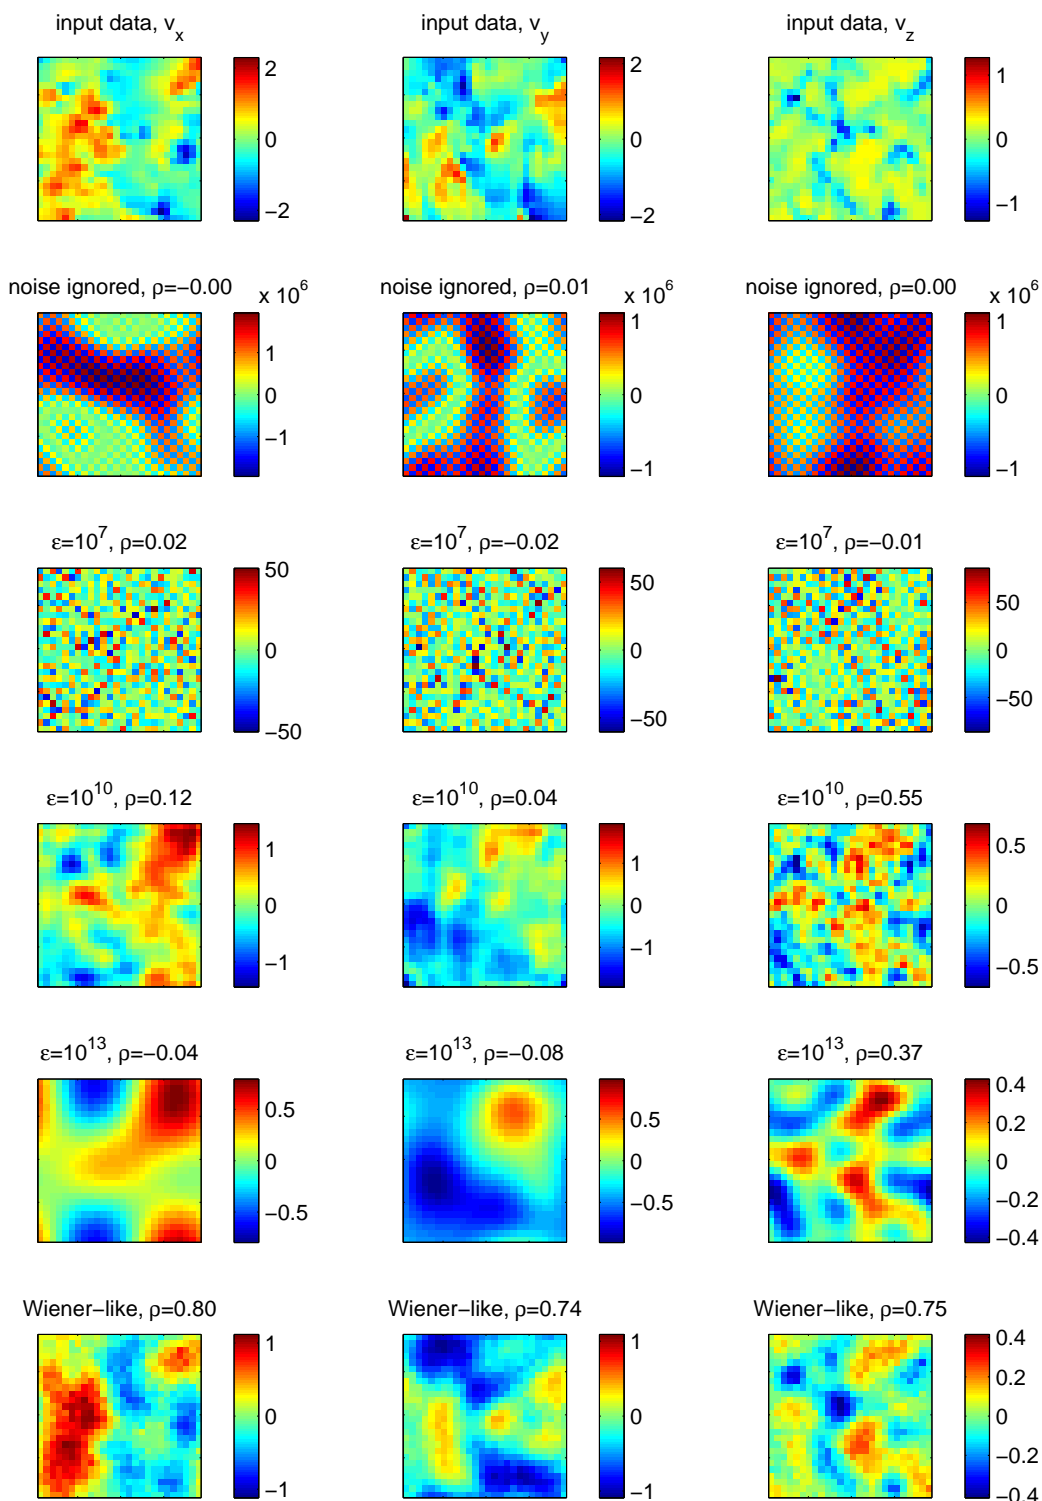 input data, v_x
input data, v_y
input data, v_z
2
0
−2
2
0
−2
1
0
−1
noise ignored, ρ=−0.00
x 10^6
noise ignored, ρ=0.01
x 10^6
noise ignored, ρ=0.00
x 10^6
1
0
−1
1
0
−1
1
0
−1
ε=10^7, ρ=0.02
ε=10^7, ρ=−0.02
ε=10^7, ρ=−0.01
50
0
−50
50
0
−50
50
0
−50
ε=10^10, ρ=0.12
ε=10^10, ρ=0.04
ε=10^10, ρ=0.55
1
0
−1
1
0
−1
0.5
0
−0.5
ε=10^13, ρ=−0.04
ε=10^13, ρ=−0.08
ε=10^13, ρ=0.37
0.5
0
−0.5
0.5
0
−0.5
0.4
0.2
0
−0.2
−0.4
Wiener−like, ρ=0.80
Wiener−like, ρ=0.74
Wiener−like, ρ=0.75
1
0
−1
1
0
−1
0.4
0.2
0
−0.2
−0.4